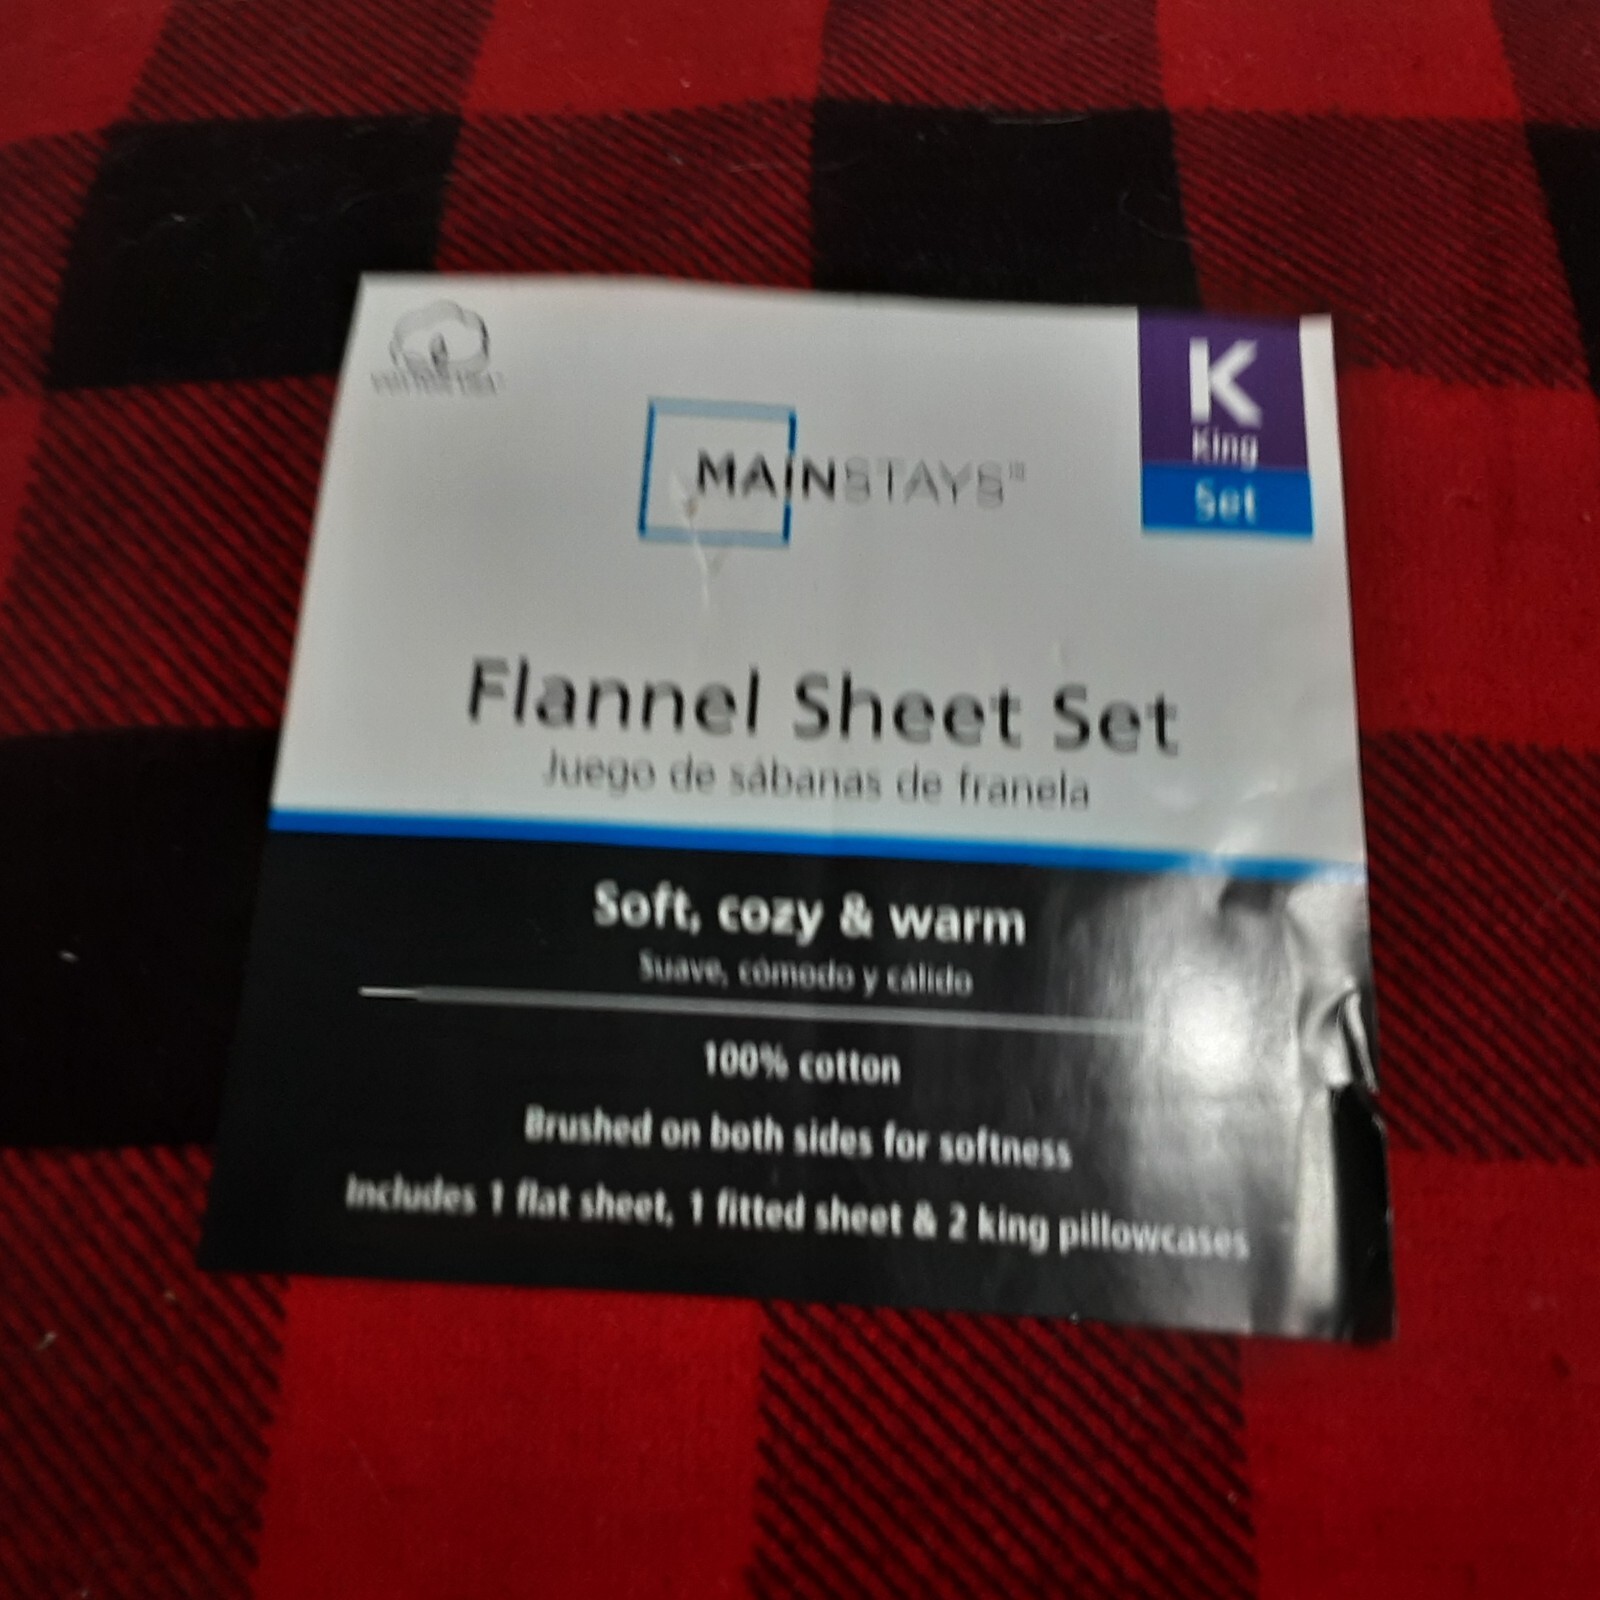 MAINSTAYS
K
King
Set
Flannel Sheet Set
Juego de sábanas de franela
Soft, cozy & warm
Suave, cómodo y cálido
100% cotton
Brushed on both sides for softness
Includes 1 flat sheet, 1 fitted sheet & 2 king pillowcases